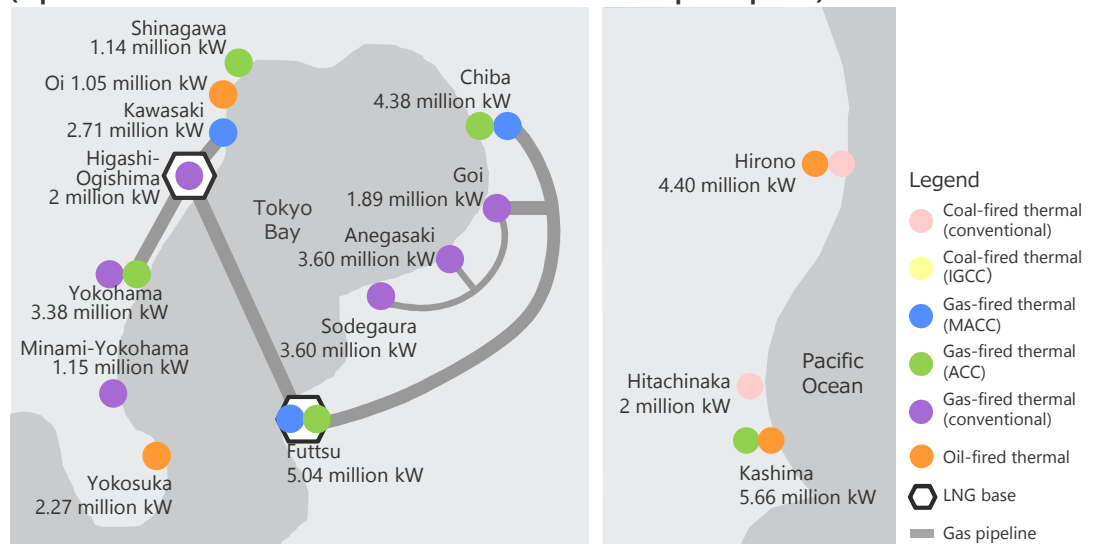 Shinagawa
1.14 million kW
Oi 1.05 million kW
Kawasaki
2.71 million kW
Higashi-
Ogishima
2 million kW
Yokohama
3.38 million kW
Minami-Yokohama
1.15 million kW
Yokosuka
2.27 million kW
Tokyo
Bay
Chiba
4.38 million kW
Goi
1.89 million kW
Anegasaki
3.60 million kW
Sodegaura
3.60 million kW
Futtsu
5.04 million kW
Hirono
4.40 million kW
Pacific
Ocean
Hitachinaka
2 million kW
Kashima
5.66 million kW
Legend
Coal-fired thermal
(conventional)
Coal-fired thermal
(IGCC)
Gas-fired thermal
(MACC)
Gas-fired thermal
(ACC)
Gas-fired thermal
(conventional)
Oil-fired thermal
LNG base
Gas pipeline